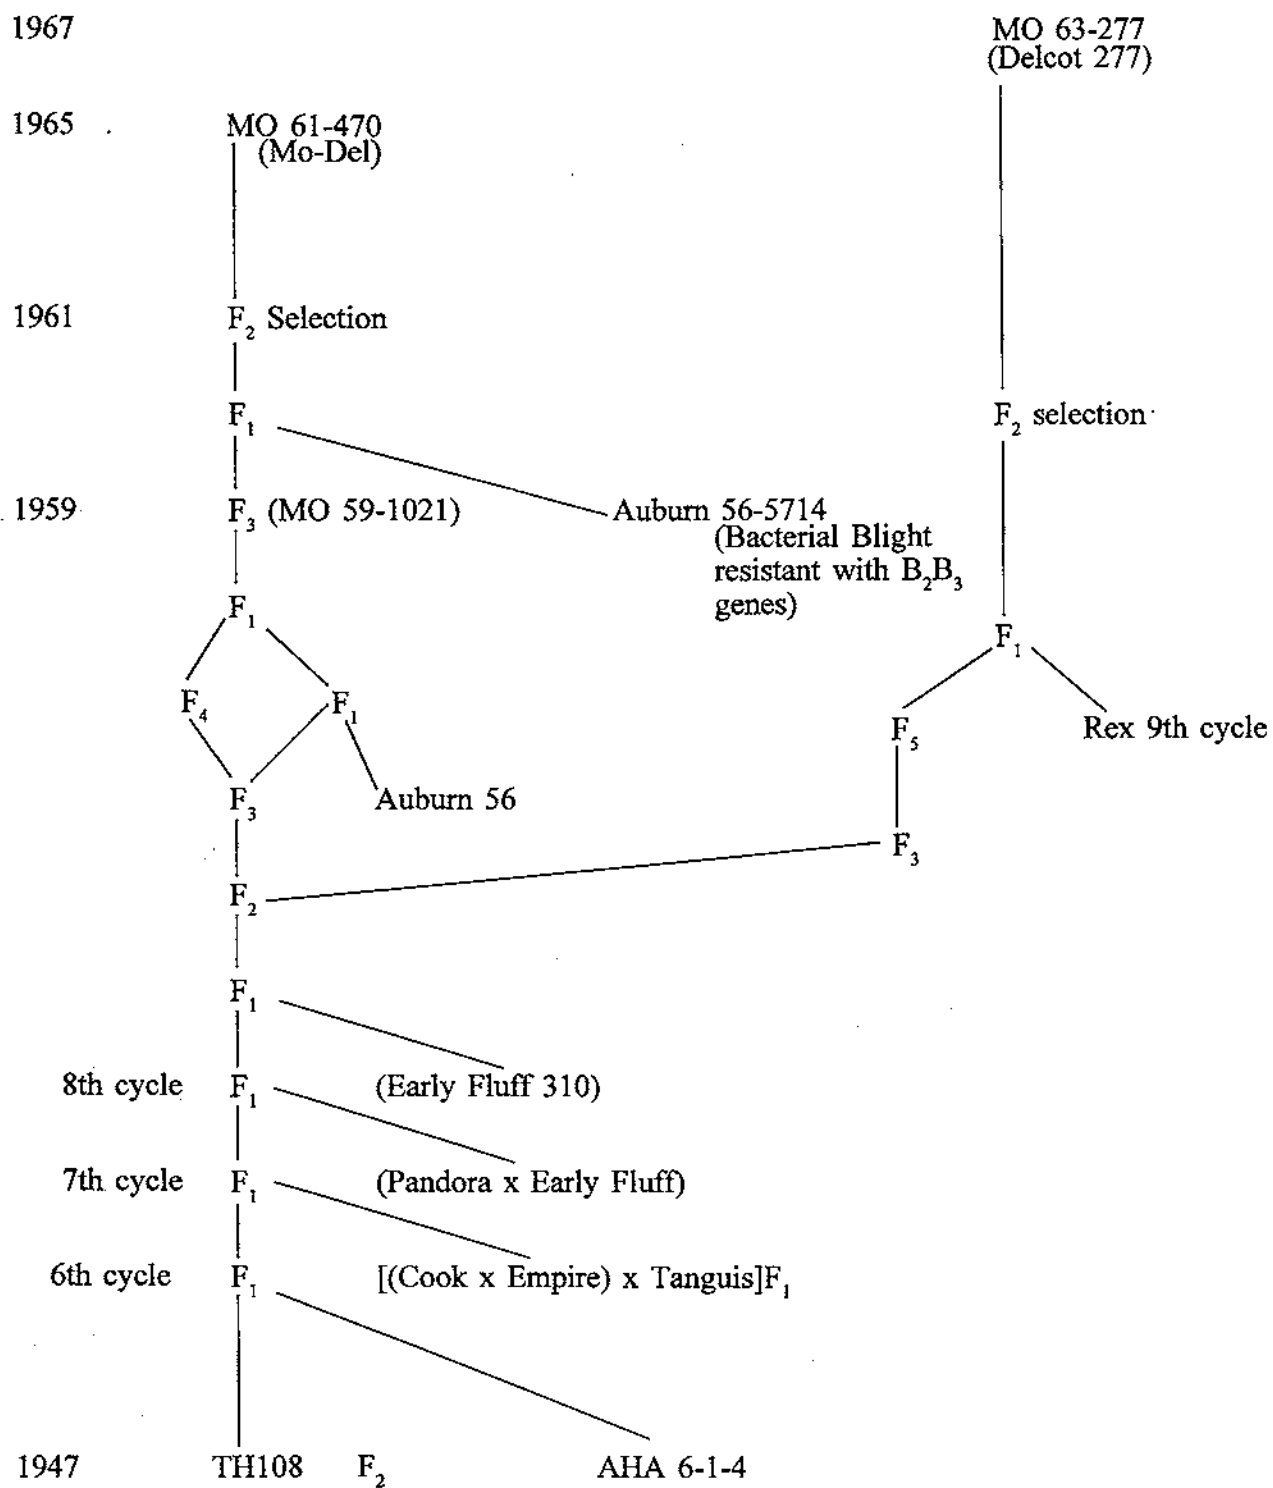 1967 MO 63-277
(Delcot 277)
1965 MO 61-470
(Mo-Del)
1961 F₂ Selection
F₁ F₂ selection
1959 F₃ (MO 59-1021) Auburn 56-5714
(Bacterial Blight
resistant with B₂B₃
genes)
F₁
F₁
F₄ F₁
F₅ Rex 9th cycle
F₃ Auburn 56
F₃
F₂
F₁
8th cycle F₁ (Early Fluff 310)
7th cycle F₁ (Pandora x Early Fluff)
6th cycle F₁ [(Cook x Empire) x Tanguis]F₁
1947 TH108 F₂ AHA 6-1-4